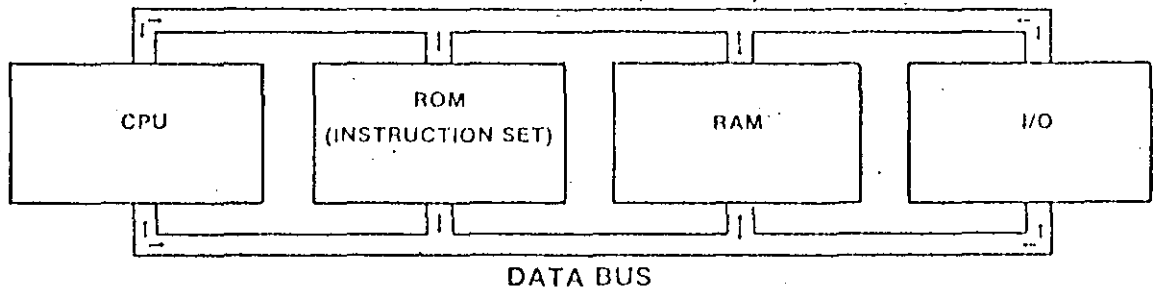 CPU
ROM
(INSTRUCTION SET)
RAM
I/O
DATA BUS